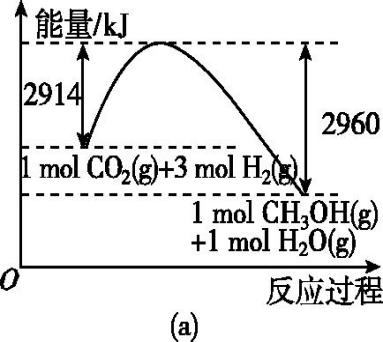 能量/kJ
2914
2960
1 mol CO₂(g)+3 mol H₂(g)
1 mol CH₃OH(g)
+1 mol H₂O(g)
O
反应过程
(a)